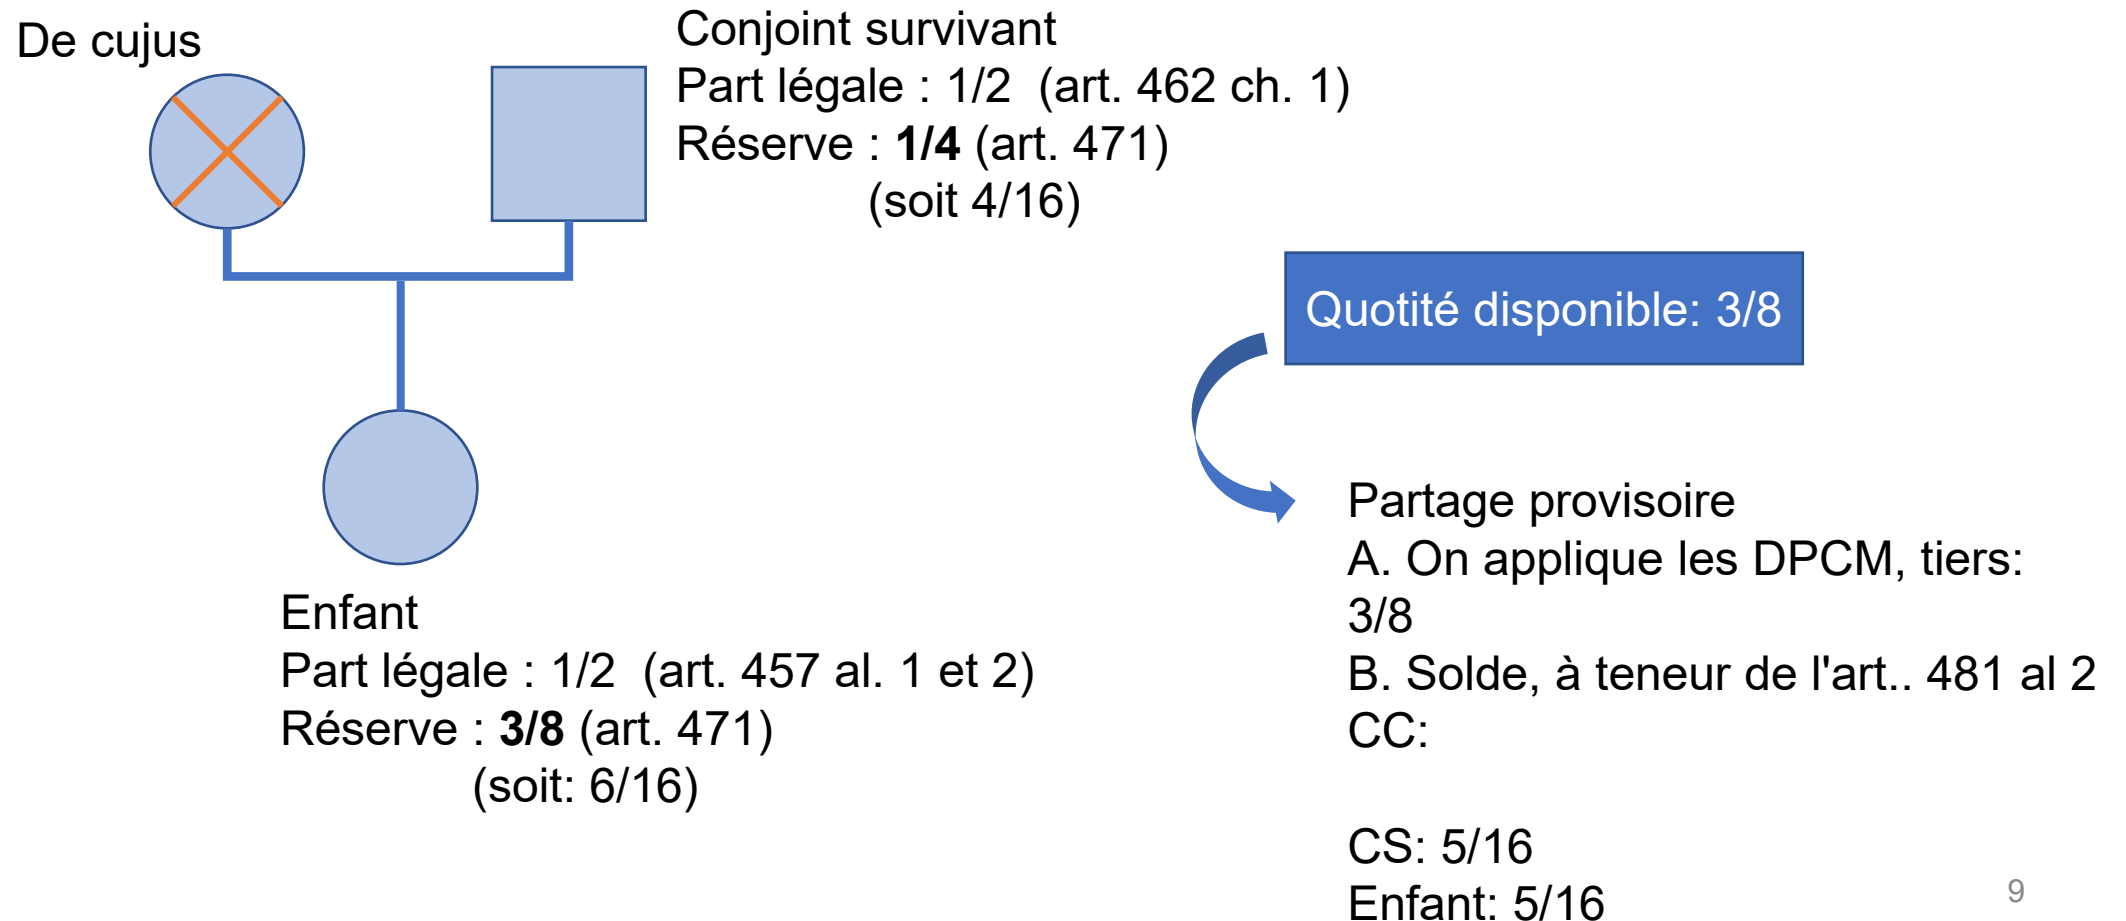 De cujus
Conjoint survivant
Part légale : 1/2 (art. 462 ch. 1)
Réserve : 1/4 (art. 471)
(soit 4/16)
Quotité disponible: 3/8
Enfant
Part légale : 1/2 (art. 457 al. 1 et 2)
Réserve : 3/8 (art. 471)
(soit: 6/16)
Partage provisoire
A. On applique les DPCM, tiers:
3/8
B. Solde, à teneur de l'art.. 481 al 2
CC:
CS: 5/16
Enfant: 5/16
9